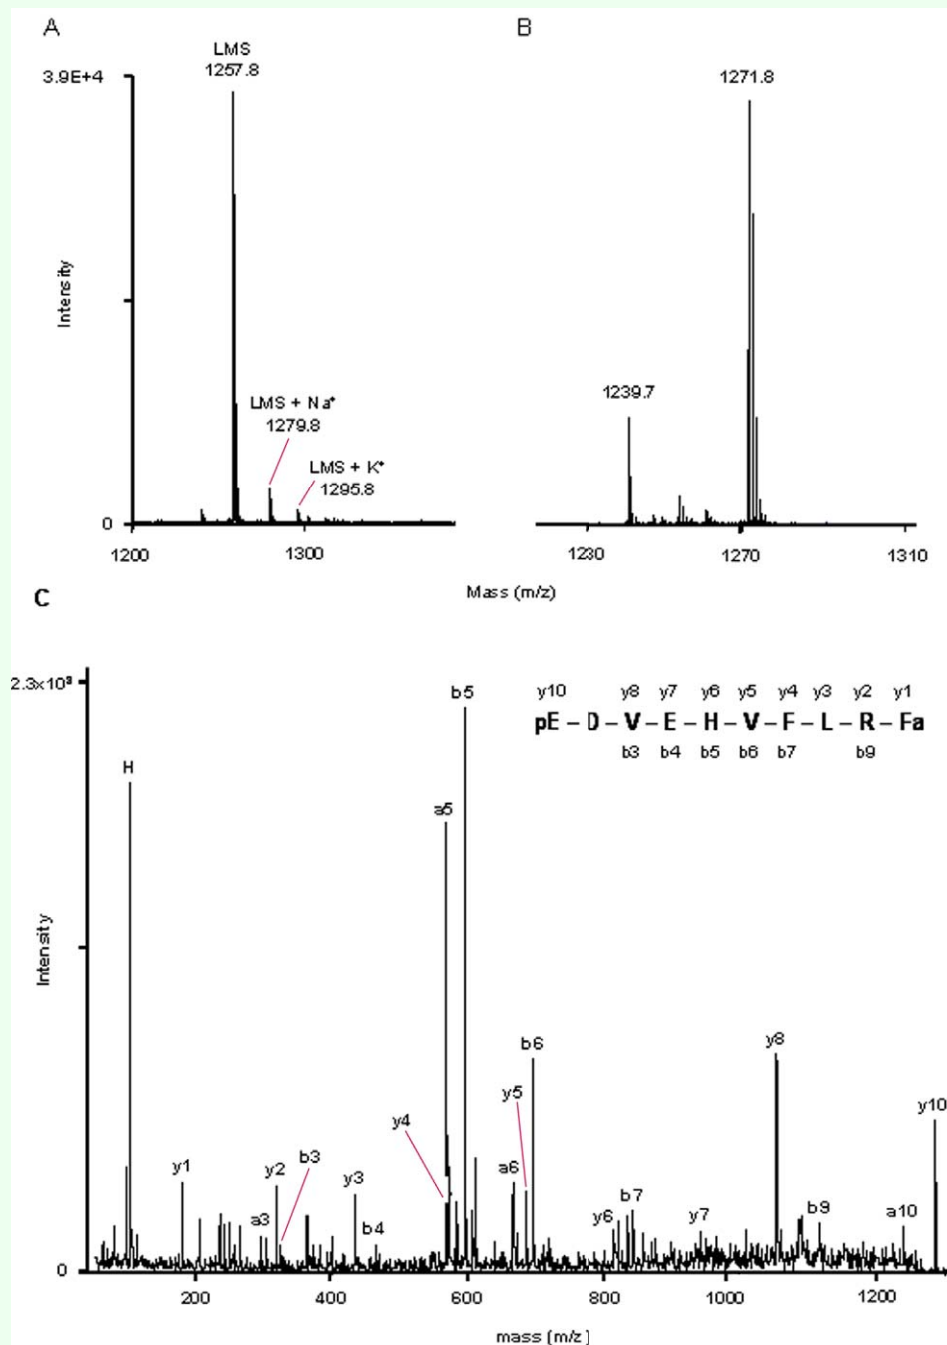 A
B
LMS
1257.8
3.9E+4
1271.8
Intensity
LMS + Na⁺
1279.8
1239.7
LMS + K⁺
1295.8
0
1200
1300
1230
1270
1310
Mass (m/z)
C
2.3x10³
b5
y10 y8 y7 y6 y5 y4 y3 y2 y1
pE – D – V – E – H – V – F – L – R – Fa
b3 b4 b5 b6 b7 b9
H
a5
Intensity
b6
y8
y5
y4
y10
y1
y2
b3
y3
a6
a3
b4
y6
b7
y7
b9
a10
0
200
400
600
800
1000
1200
mass [m/z]